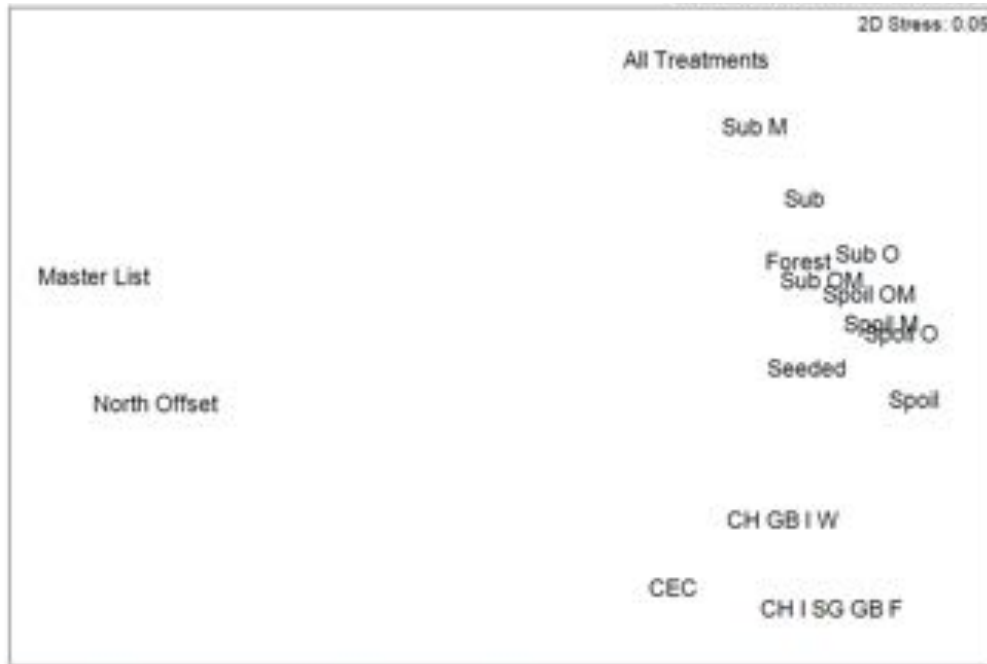 2D Stress: 0.05
All Treatments
Sub M
Sub
Sub O
Forest
Master List
Sub OM
Spoil OM
Spoil M
Spoil O
Seeded
Spoil
North Offset
CH GB I W
CEC
CH I SG GB F